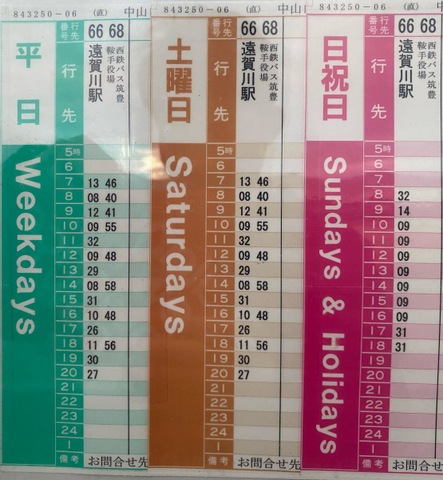 843250-06 (直) 中山
行先番号 66 68
平日
行先
遠賀川駅
西鉄バス筑豊
鞍手役場
Weekdays
5時
6
7 13 46
8 08 40
9 12 41
10 09 55
11 32
12 09 48
13 29
14 08 58
15 31
16 10 48
17 26
18 11 56
19 30
20 27
21
22
23
24
1
備考 お問合せ先
843250-06 (直) 中山
行先番号 66 68
土曜日
行先
遠賀川駅
西鉄バス筑豊
鞍手役場
Saturdays
5時
6
7 13 46
8 08 40
9 12 41
10 09 55
11 32
12 09 48
13 29
14 08 58
15 31
16 10 48
17 26
18 11 56
19 30
20 27
21
22
23
24
1
備考 お問合せ先
843250-06 (直)
行先番号 66 68
日祝日
行先
遠賀川駅
西鉄バス筑豊
鞍手役場
Sundays & Holidays
5時
6
7
8 32
9 14
10 09
11 09
12 09
13 09
14 09
15 09
16 09
17 31
18 31
19
20
21
22
23
24
1
備考 お問合せ